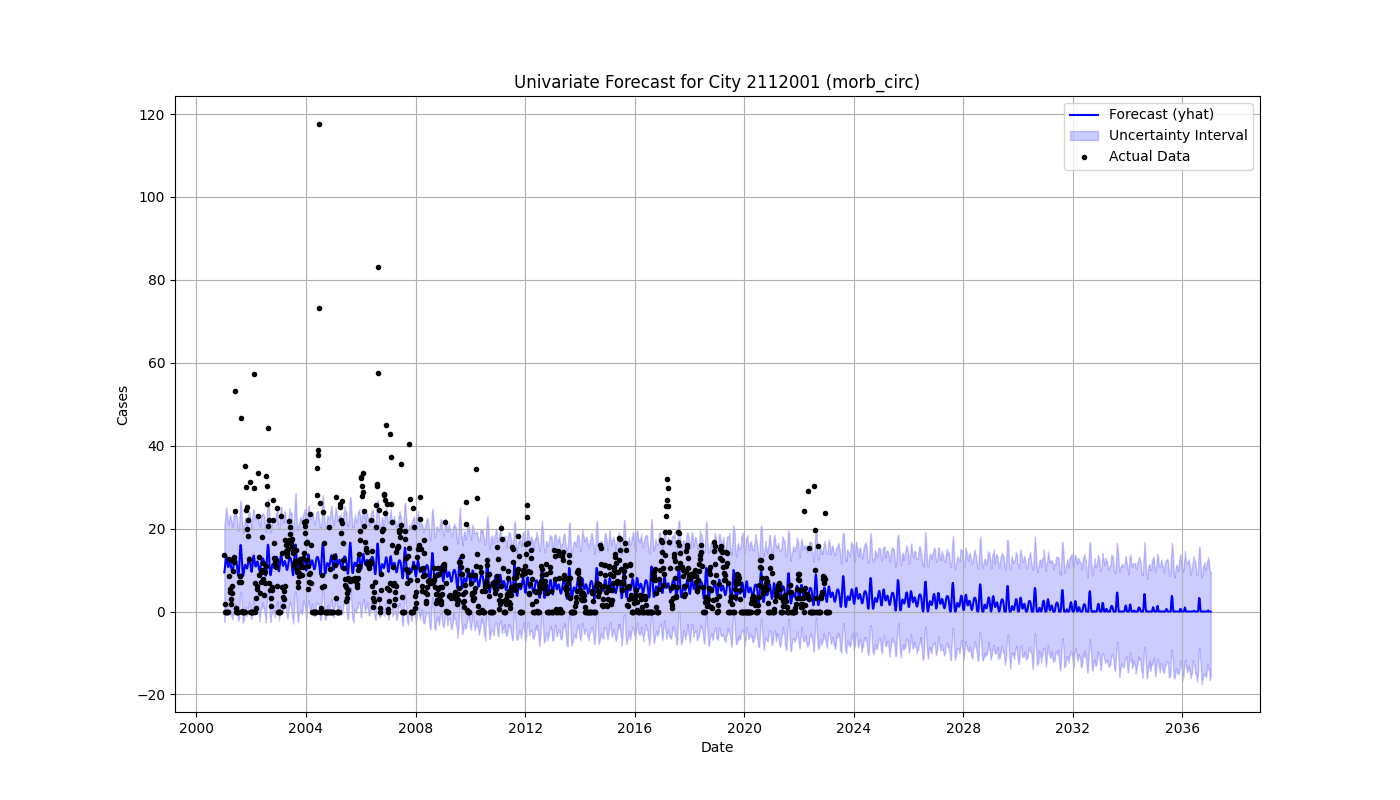 Univariate Forecast for City 2112001 (morb_circ)
Forecast (yhat)
Uncertainty Interval
Actual Data
120
100
80
60
40
20
0
−20
Cases
2000 2004 2008 2012 2016 2020 2024 2028 2032 2036
Date